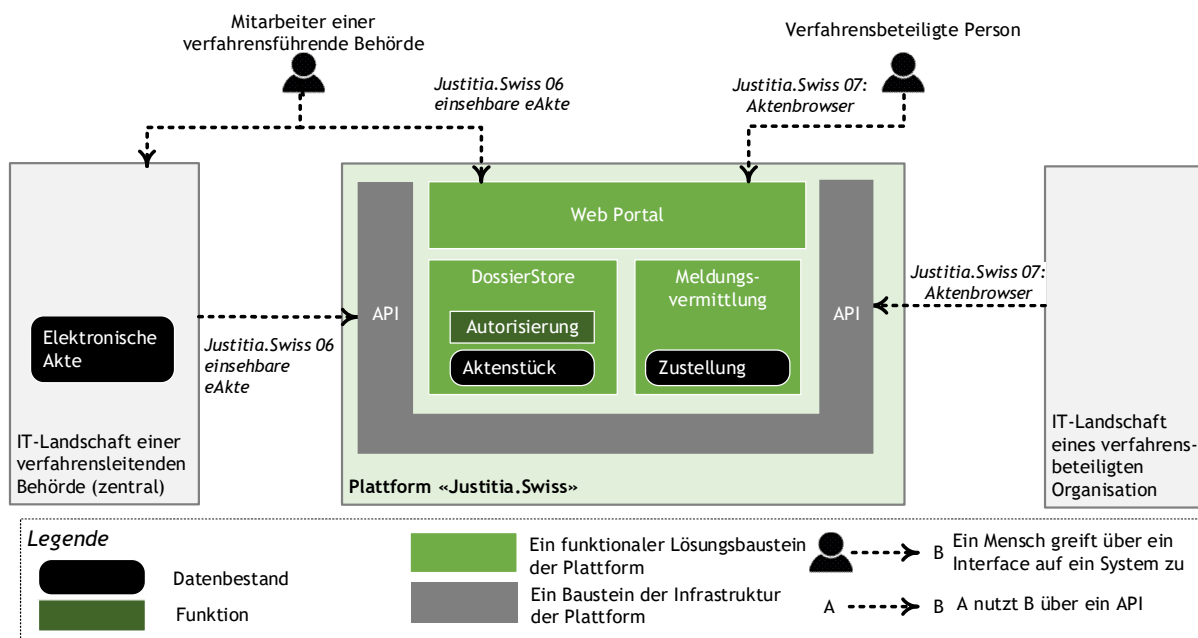 Mitarbeiter einer
verfahrensführende Behörde
Verfahrensbeteiligte Person
Justitia.Swiss 06
einsehbare eAkte
Justitia.Swiss 07:
Aktenbrowser
Web Portal
DossierStore
Meldungs-
vermittlung
API
API
Autorisierung
Aktenstück
Zustellung
Elektronische
Akte
Justitia.Swiss 06
einsehbare
eAkte
Justitia.Swiss 07:
Aktenbrowser
IT-Landschaft einer
verfahrensleitenden
Behörde (zentral)
Plattform «Justitia.Swiss»
IT-Landschaft
eines verfahrens-
beteiligten
Organisation
Legende
Datenbestand
Funktion
Ein funktionaler Lösungsbaustein
der Plattform
Ein Baustein der Infrastruktur
der Plattform
B Ein Mensch greift über ein
Interface auf ein System zu
A B A nutzt B über ein API